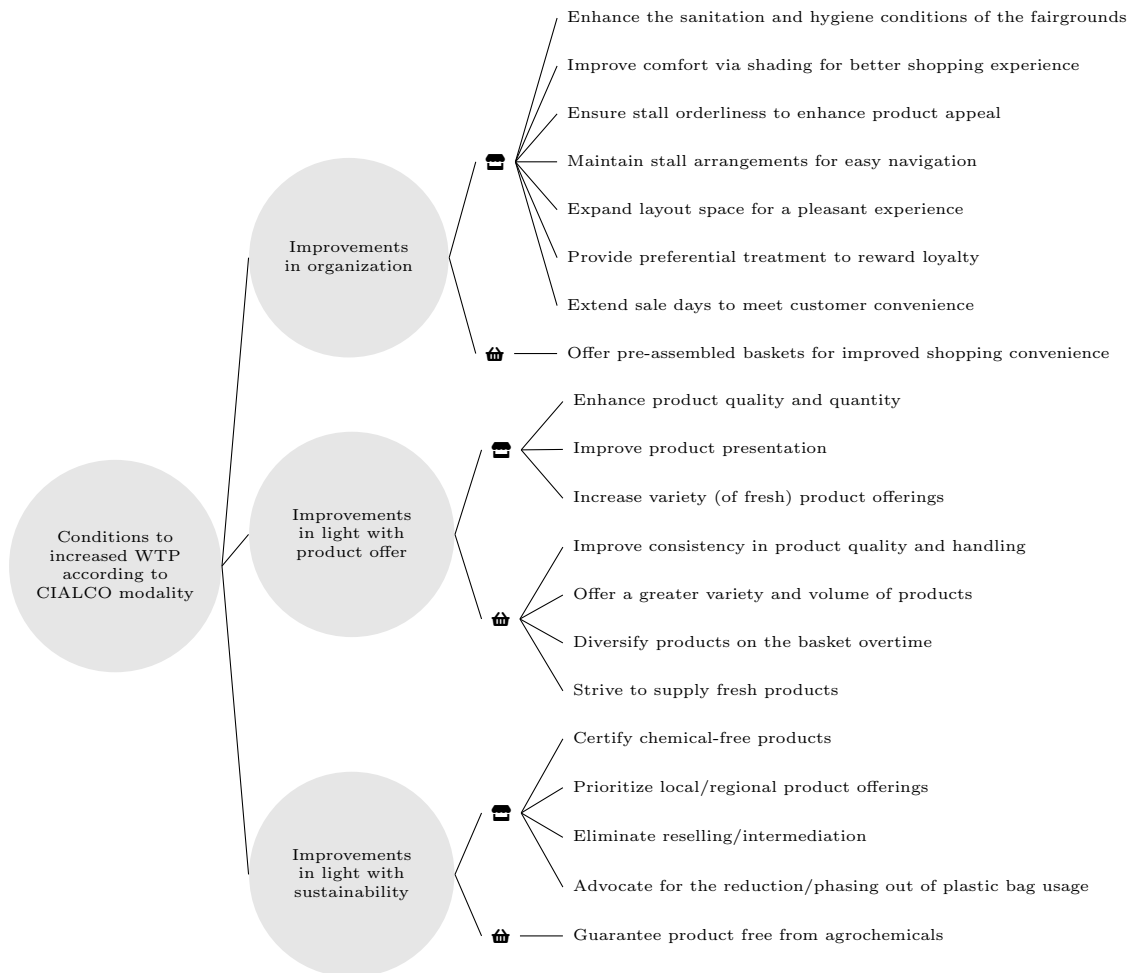 Conditions to
increased WTP
according to
CIALCO modality
Improvements
in organization
Enhance the sanitation and hygiene conditions of the fairgrounds
Improve comfort via shading for better shopping experience
Ensure stall orderliness to enhance product appeal
Maintain stall arrangements for easy navigation
Expand layout space for a pleasant experience
Provide preferential treatment to reward loyalty
Extend sale days to meet customer convenience
Offer pre-assembled baskets for improved shopping convenience
Improvements
in light with
product offer
Enhance product quality and quantity
Improve product presentation
Increase variety (of fresh) product offerings
Improve consistency in product quality and handling
Offer a greater variety and volume of products
Diversify products on the basket overtime
Strive to supply fresh products
Improvements
in light with
sustainability
Certify chemical-free products
Prioritize local/regional product offerings
Eliminate reselling/intermediation
Advocate for the reduction/phasing out of plastic bag usage
Guarantee product free from agrochemicals